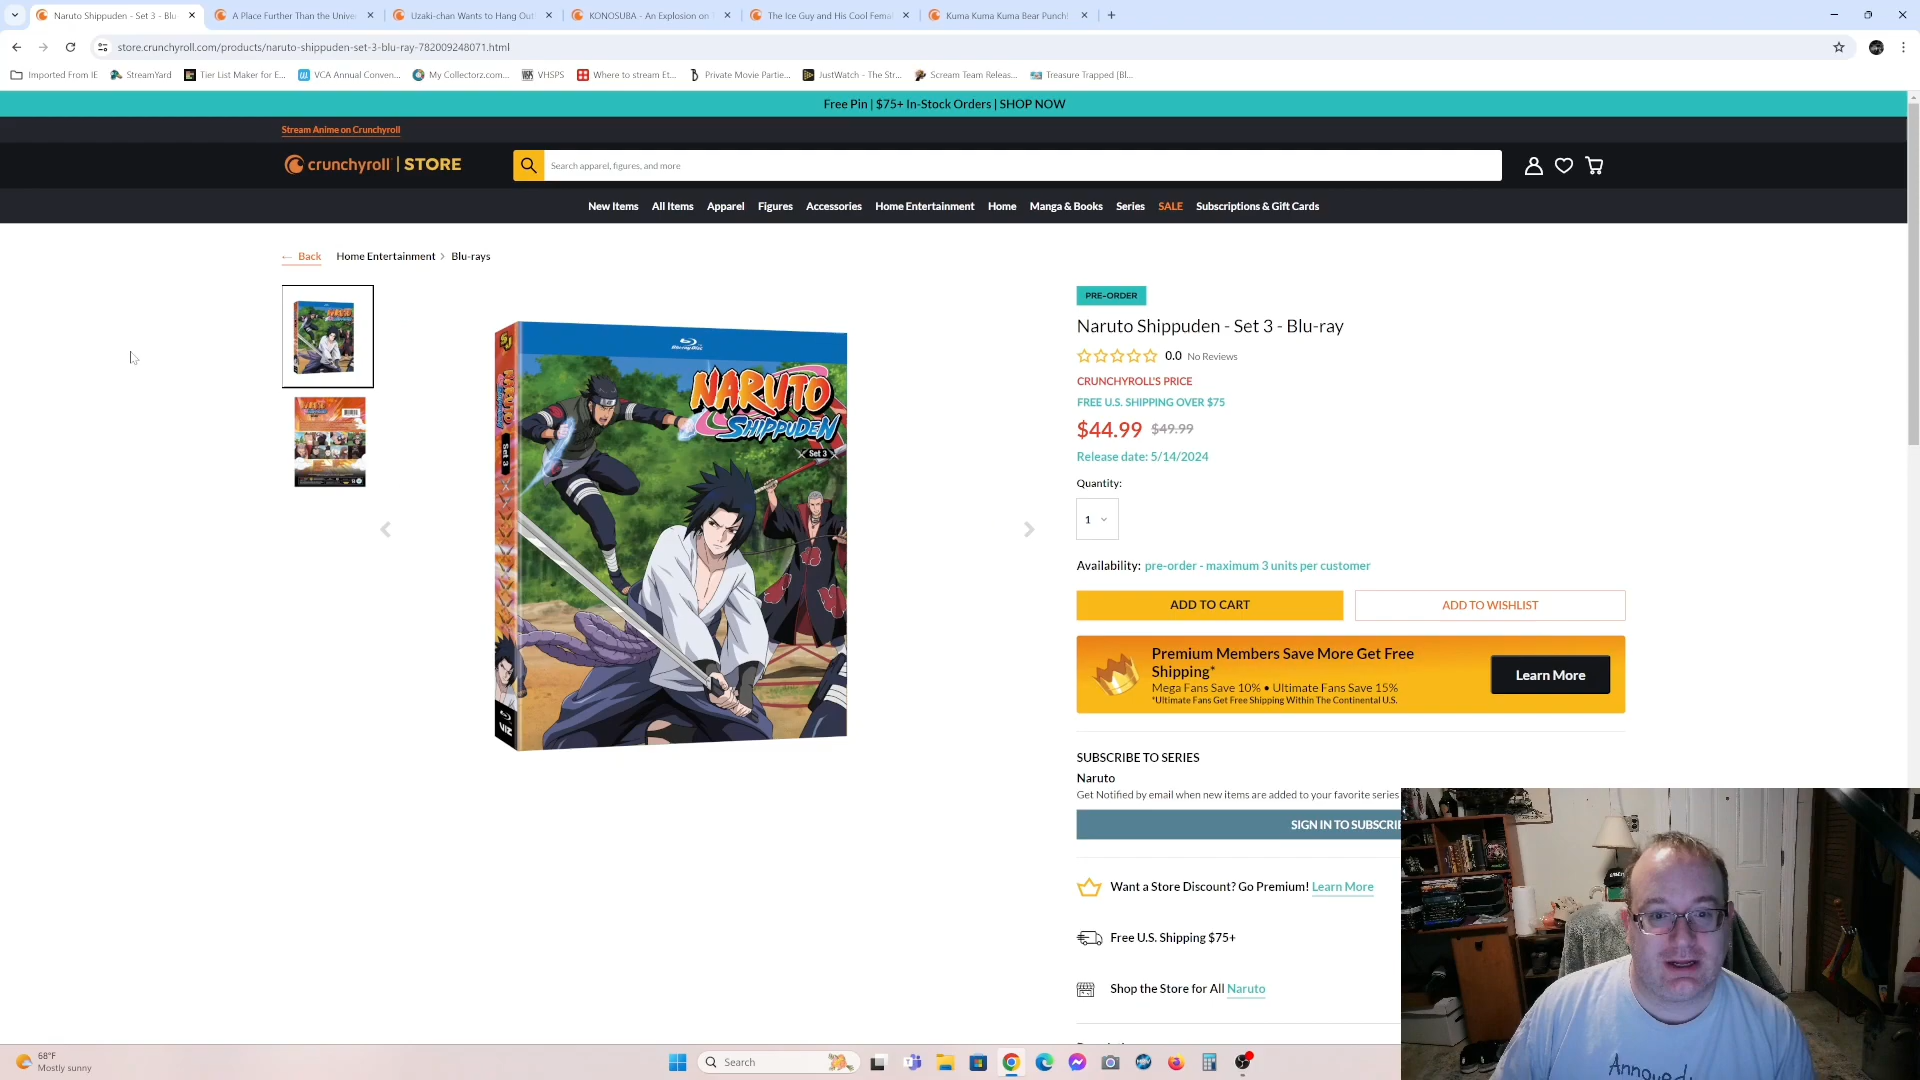 Naruto Shippuden - Set 3 - Blu
A Place Further Than the Unive
Uzaki-chan Wants to Hang Out
KONOSUBA - An Explosion on
The Ice Guy and His Cool Femal
Kuma Kuma Kuma Bear Punch!
store.crunchyroll.com/products/naruto-shippuden-set-3-blu-ray-782009248071.html
Imported From IE
StreamYard
Tier List Maker for E...
VCA Annual Conven...
My Collectorz.com...
VHSPS
Where to stream Et...
Private Movie Partie...
JustWatch - The Str...
Scream Team Releas...
Treasure Trapped [Bl...
Free Pin | $75+ In-Stock Orders | SHOP NOW
Stream Anime on Crunchyroll
crunchyroll | STORE
Search apparel, figures, and more
New Items
All Items
Apparel
Figures
Accessories
Home Entertainment
Home
Manga & Books
Series
SALE
Subscriptions & Gift Cards
← Back
Home Entertainment > Blu-rays
Blu-ray Disc
NARUTO
SHIPPUDEN
Set 3
Set 3
VIZ
PRE-ORDER
Naruto Shippuden - Set 3 - Blu-ray
0.0 No Reviews
CRUNCHYROLL'S PRICE
FREE U.S. SHIPPING OVER $75
$44.99 $49.99
Release date: 5/14/2024
Quantity:
1
Availability: pre-order - maximum 3 units per customer
ADD TO CART
ADD TO WISHLIST
Premium Members Save More Get Free
Shipping*
Mega Fans Save 10% • Ultimate Fans Save 15%
*Ultimate Fans Get Free Shipping Within The Continental U.S.
Learn More
SUBSCRIBE TO SERIES
Naruto
Get Notified by email when new items are added to your favorite series
SIGN IN TO SUBSCRIB
Want a Store Discount? Go Premium! Learn More
Free U.S. Shipping $75+
Shop the Store for All Naruto
Annoyed
68°F
Mostly sunny
Search